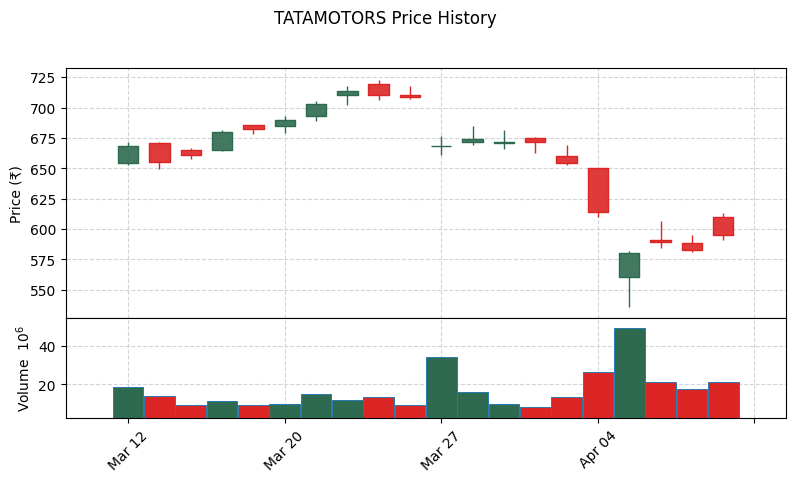 TATAMOTORS Price History
725
700
675
650
625
600
575
550
Price (₹)
40
20
Volume 10⁶
Mar 12
Mar 20
Mar 27
Apr 04